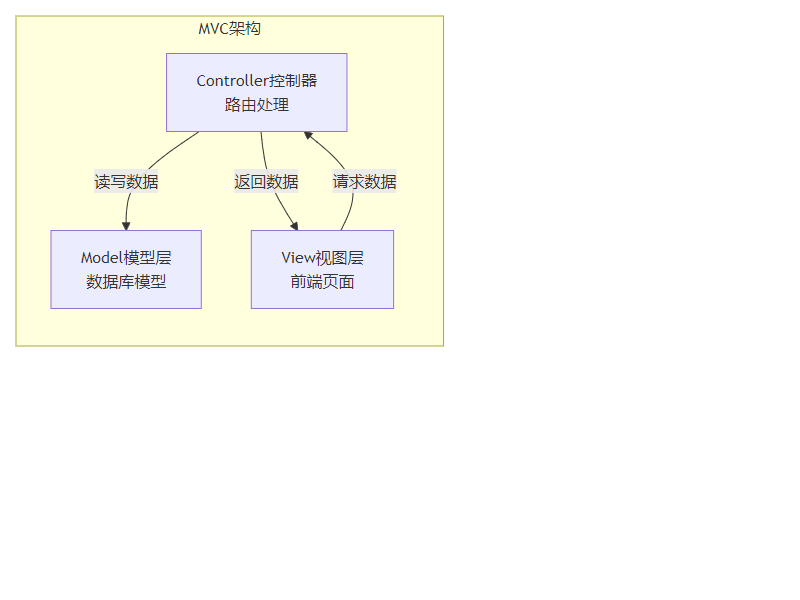 MVC架构
Controller控制器
路由处理
读写数据
返回数据
请求数据
Model模型层
数据库模型
View视图层
前端页面